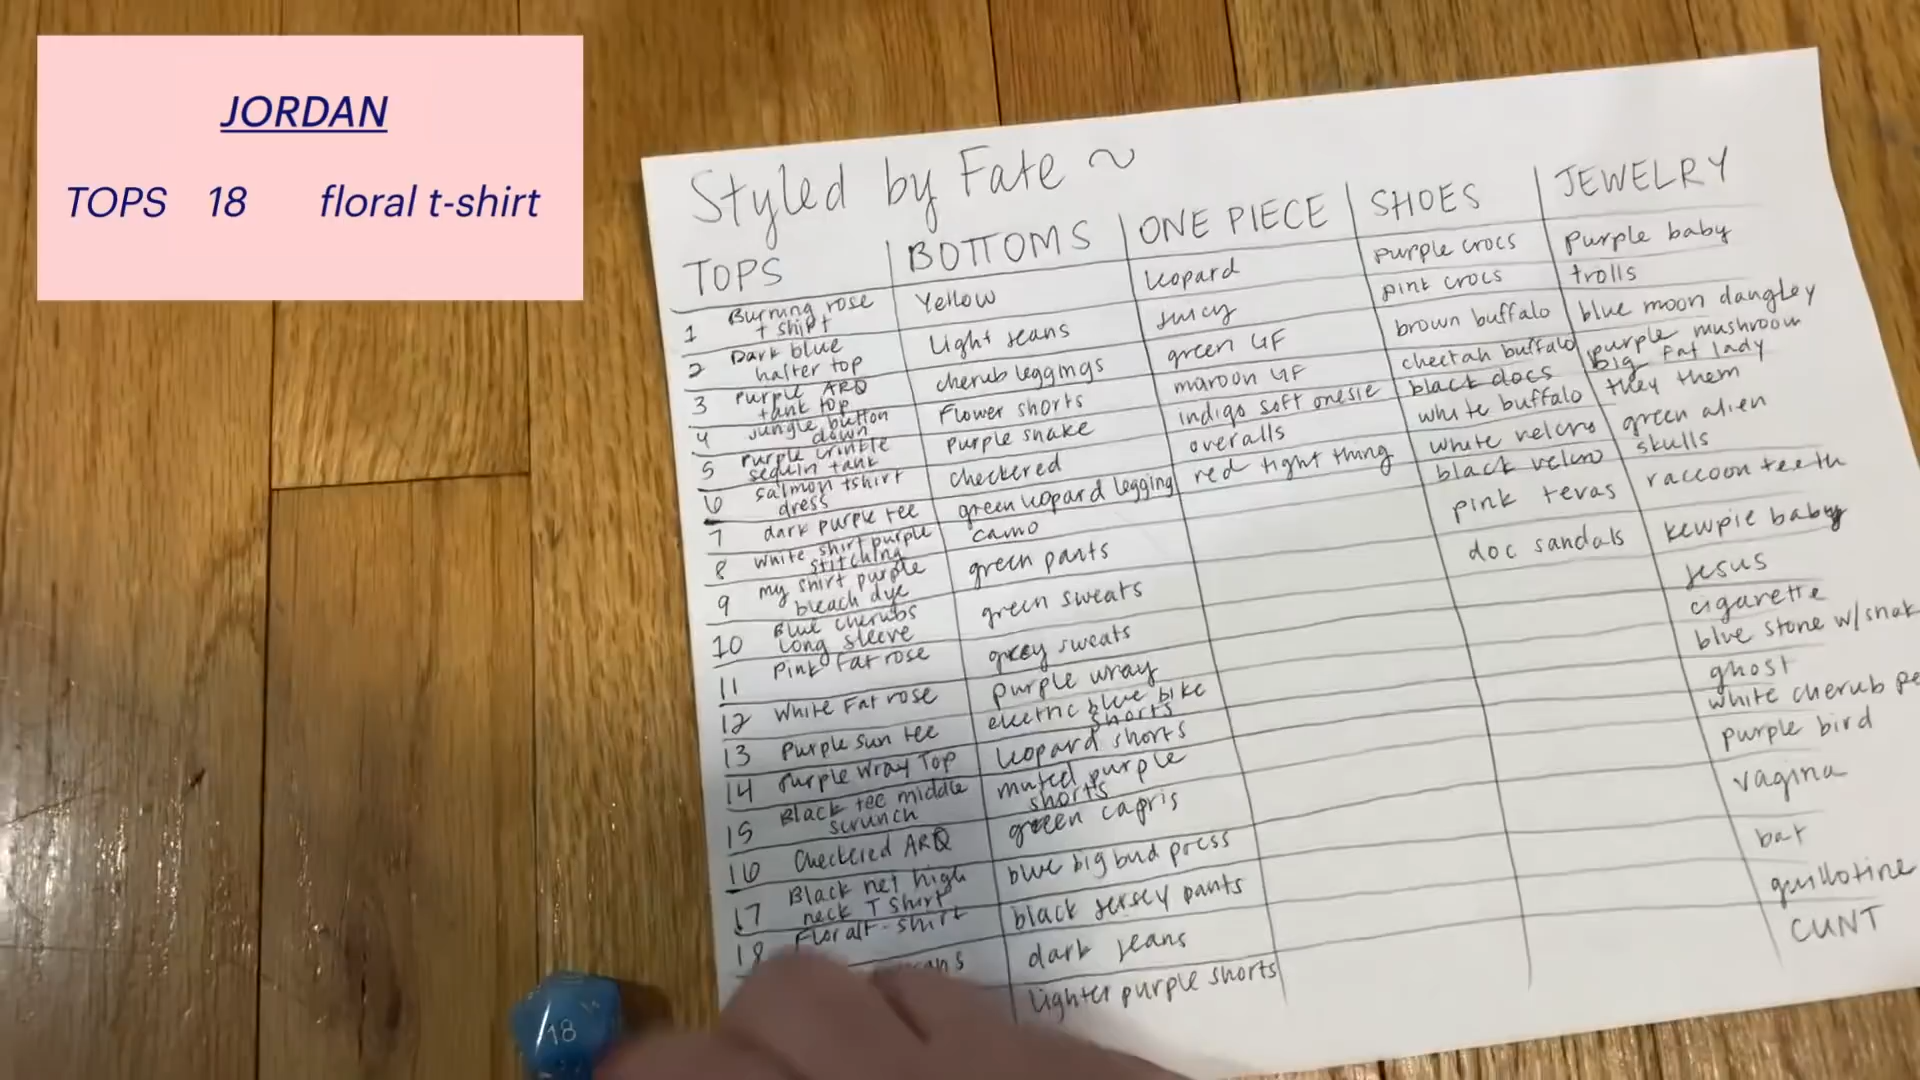 JORDAN
TOPS 18 floral t-shirt
Styled by Fate ~
TOPS
1 Burning rose t shirt
2 Dark blue halter top
3 Purple ARQ tank top
4 Jungle button down
5 Purple crinkle sequin tank
6 salmon tshirt dress
7 dark purple tee
8 white shirt purple stitching
9 my shirt purple bleach dye
10 Blue cherubs long sleeve
11 Pink Fat rose
12 White Fat rose
13 Purple sun tee
14 Purple Wray Top
15 Black tee middle scrunch
16 Checkered ARQ
17 Black net high neck T Shirt
18 Floral t-shirt
BOTTOMS
Yellow
Light jeans
cherub leggings
Flower shorts
Purple snake
checkered
green leopard legging
camo
green pants
green sweats
grey sweats
purple wray
electric blue bike shorts
leopard shorts
muted purple shorts
green capris
blue big bud press
black jersey pants
dark jeans
lighter purple shorts
ONE PIECE
leopard
juicy
green GF
maroon GF
indigo soft onesie
overalls
red tight thing
SHOES
purple crocs
pink crocs
brown buffalo
cheetah buffalo
black docs
white buffalo
white velcro
black velcro
pink tevas
doc sandals
JEWELRY
purple baby
trolls
blue moon dangley
purple mushroom
big fat lady
they them
green alien
skulls
raccoon teeth
kewpie baby
jesus
cigarette
blue stone w/
ghost
white cherub
purple bird
vagina
bat
guillotine
CUNT
18